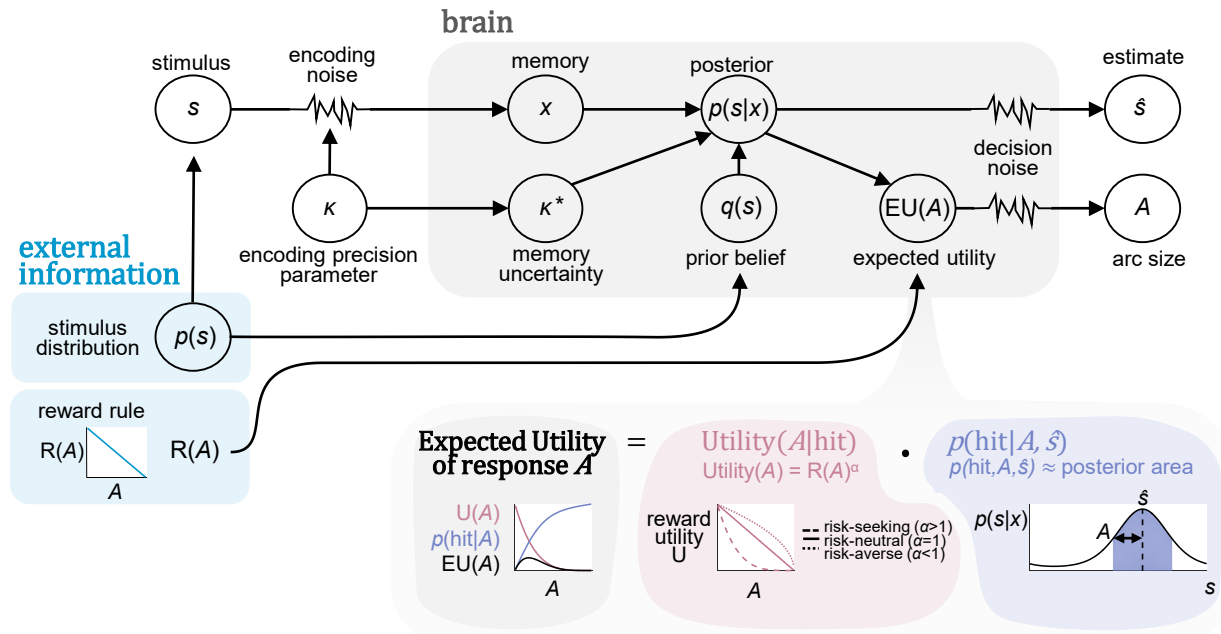 brain
stimulus
s
encoding
noise
memory
x
posterior
p(s|x)
estimate
ŝ
decision
noise
κ
encoding precision
parameter
κ*
memory
uncertainty
q(s)
prior belief
EU(A)
expected utility
A
arc size
external
information
stimulus
distribution
p(s)
reward rule
R(A)
A
R(A)
Expected Utility
of response A
=
Utility(A|hit)
Utility(A) = R(A)^α
·
p(hit|A, ŝ)
p(hit,A,ŝ) ≈ posterior area
U(A)
p(hit|A)
EU(A)
A
reward
utility
U
A
risk-seeking (α>1)
risk-neutral (α=1)
risk-averse (α<1)
p(s|x)
ŝ
A
s